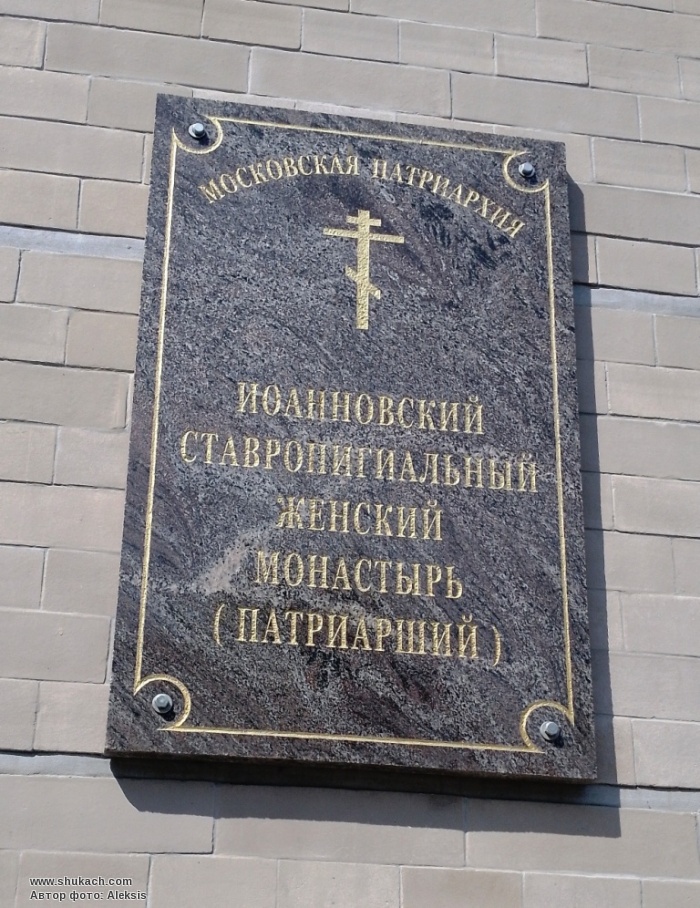 МОСКОВСКАЯ ПАТРИАРХИЯ
ИОАННОВСКИЙ
СТАВРОПИГИАЛЬНЫЙ
ЖЕНСКИЙ
МОНАСТЫРЬ
( ПАТРИАРШИЙ )
www.shukach.com
Автор фото: Aleksis